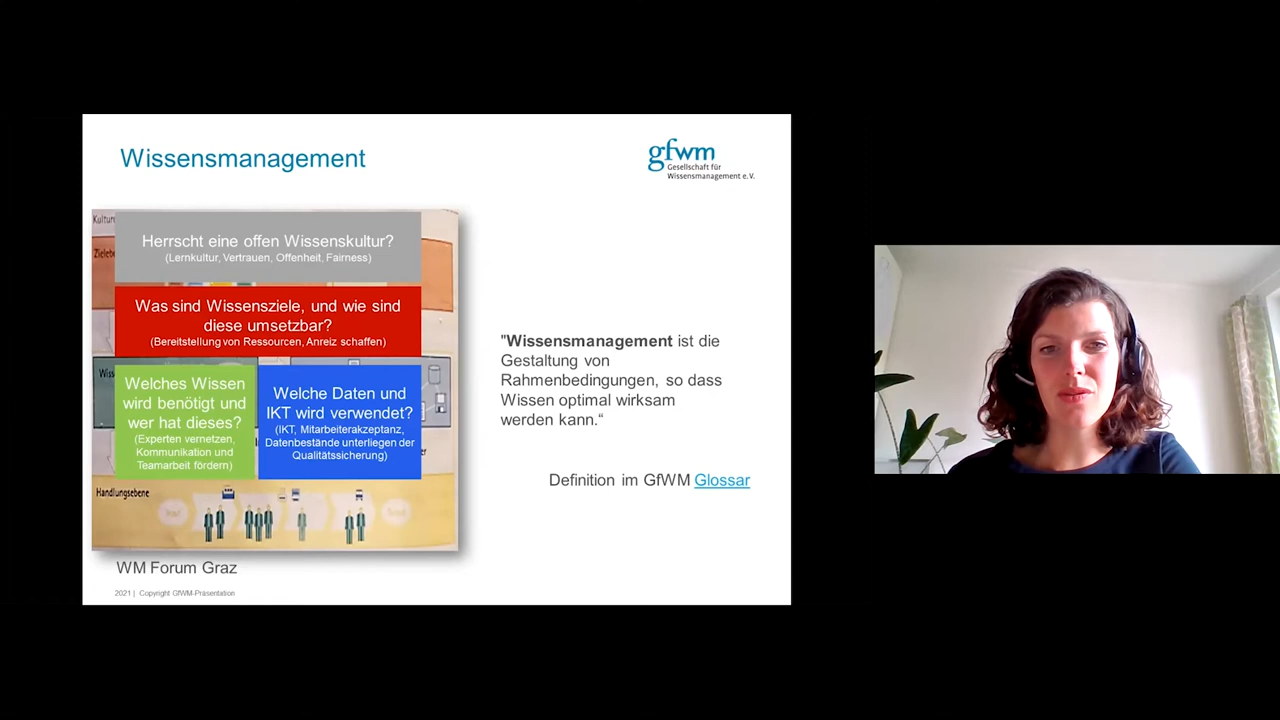 Wissensmanagement
gfwm
Gesellschaft für
Wissensmanagement e.V.
Herrscht eine offen Wissenskultur?
(Lernkultur, Vertrauen, Offenheit, Fairness)
Was sind Wissensziele, und wie sind
diese umsetzbar?
(Bereitstellung von Ressourcen, Anreiz schaffen)
Welches Wissen
wird benötigt und
wer hat dieses?
(Experten vernetzen,
Kommunikation und
Teamarbeit fördern)
Welche Daten und
IKT wird verwendet?
(IKT, Mitarbeiterakzeptanz,
Datenbestände unterliegen der
Qualitätssicherung)
Handlungsebene
WM Forum Graz
2021 | Copyright GfWM-Präsentation
"Wissensmanagement ist die
Gestaltung von
Rahmenbedingungen, so dass
Wissen optimal wirksam
werden kann.“
Definition im GfWM Glossar